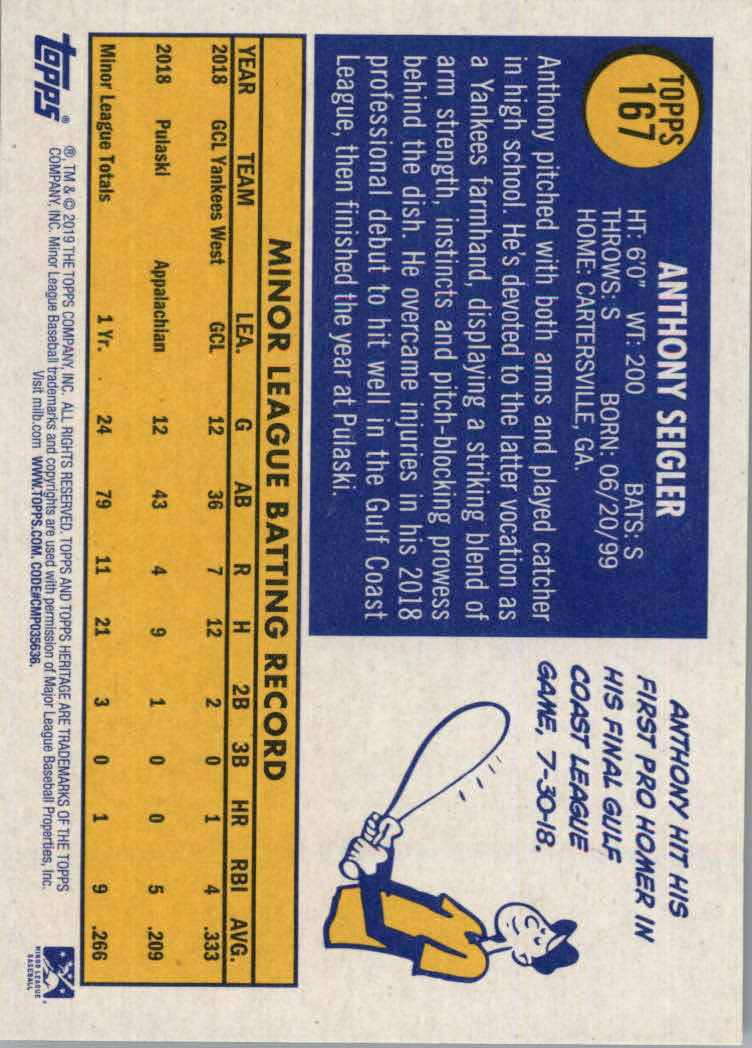 TOPPS
167
ANTHONY SEIGLER
HT: 6'0" WT: 200 BATS: S
THROWS: S BORN: 06/20/99
HOME: CARTERSVILLE, GA.
Anthony pitched with both arms and played catcher
in high school. He's devoted to the latter vocation as
a Yankees farmhand, displaying a striking blend of
arm strength, instincts and pitch-blocking prowess
behind the dish. He overcame injuries in his 2018
professional debut to hit well in the Gulf Coast
League, then finished the year at Pulaski.
ANTHONY HIT HIS
FIRST PRO HOMER IN
HIS FINAL GULF
COAST LEAGUE
GAME, 7-30-18.
MINOR LEAGUE BATTING RECORD
YEAR TEAM LEA. G AB R H 2B 3B HR RBI AVG.
2018 GCL Yankees West GCL 12 36 7 12 2 0 1 4 .333
2018 Pulaski Appalachian 12 43 4 9 1 0 0 5 .209
Minor League Totals 1 Yr. 24 79 11 21 3 0 1 9 .266
topps®
®, TM & © 2019 THE TOPPS COMPANY, INC. ALL RIGHTS RESERVED. TOPPS AND TOPPS HERITAGE ARE TRADEMARKS OF THE TOPPS
COMPANY, INC. Minor League Baseball trademarks and copyrights are used with permission of Major League Baseball Properties, Inc.
Visit milb.com WWW.TOPPS.COM. CODE#CMP035636.
MINOR LEAGUE
BASEBALL